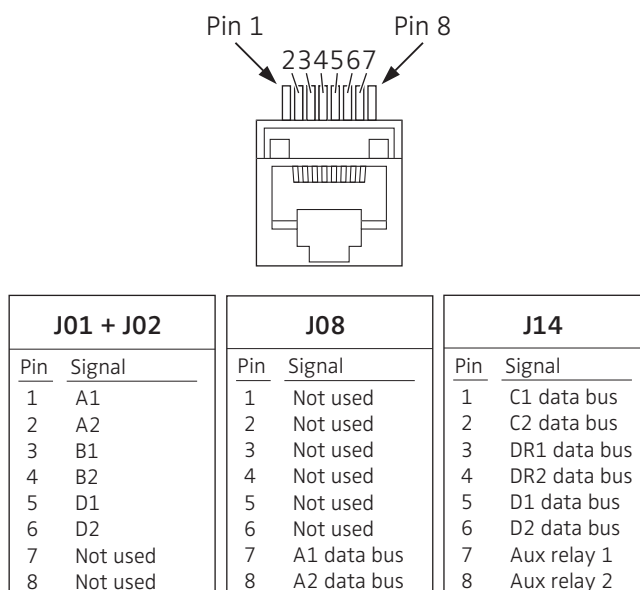 Pin 1
Pin 8
234567
J01 + J02
Pin Signal
1 A1
2 A2
3 B1
4 B2
5 D1
6 D2
7 Not used
8 Not used
J08
Pin Signal
1 Not used
2 Not used
3 Not used
4 Not used
5 Not used
6 Not used
7 A1 data bus
8 A2 data bus
J14
Pin Signal
1 C1 data bus
2 C2 data bus
3 DR1 data bus
4 DR2 data bus
5 D1 data bus
6 D2 data bus
7 Aux relay 1
8 Aux relay 2